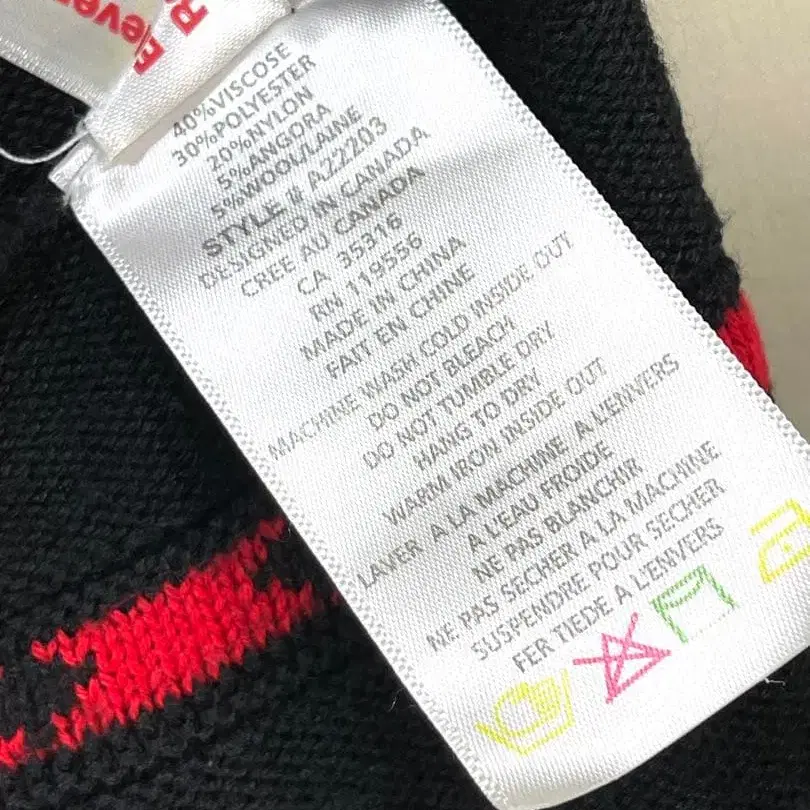 Eleven
R
40%VISCOSE
30%POLYESTER
20%NYLON
5%ANGORA
5%WOOL/LAINE
STYLE # A22203
DESIGNED IN CANADA
CREE AU CANADA
CA 35316
RN 119556
MADE IN CHINA
FAIT EN CHINE
MACHINE WASH COLD INSIDE OUT
DO NOT BLEACH
DO NOT TUMBLE DRY
HANG TO DRY
WARM IRON INSIDE OUT
LAVER A LA MACHINE A L'ENVERS
A L'EAU FROIDE
NE PAS BLANCHIR
NE PAS SECHER A LA MACHINE
SUSPENDRE POUR SECHER
FER TIEDE A L'ENVERS